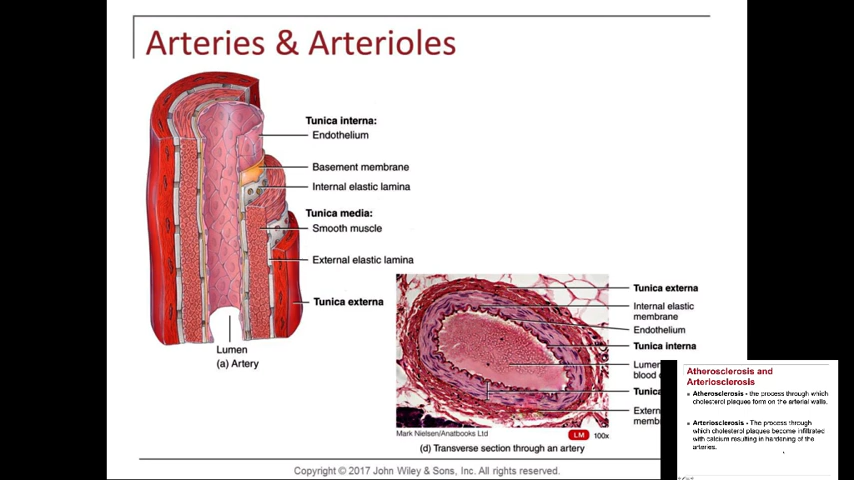 Arteries & Arterioles
Tunica interna:
Endothelium
Basement membrane
Internal elastic lamina
Tunica media:
Smooth muscle
External elastic lamina
Tunica externa
Lumen
(a) Artery
Tunica externa
Internal elastic
membrane
Endothelium
Tunica interna
blood
Mark Nielsen/Anatbooks Ltd
LM 100x
(d) Transverse section through an artery
Copyright © 2017 John Wiley & Sons, Inc. All rights reserved.
Atherosclerosis and
Arteriosclerosis
Atherosclerosis - the process through which
cholesterol plaques form on the arterial walls.
Arteriosclerosis - The process through
which cholesterol plaques become infiltrated
with calcium resulting in hardening of the
arteries.